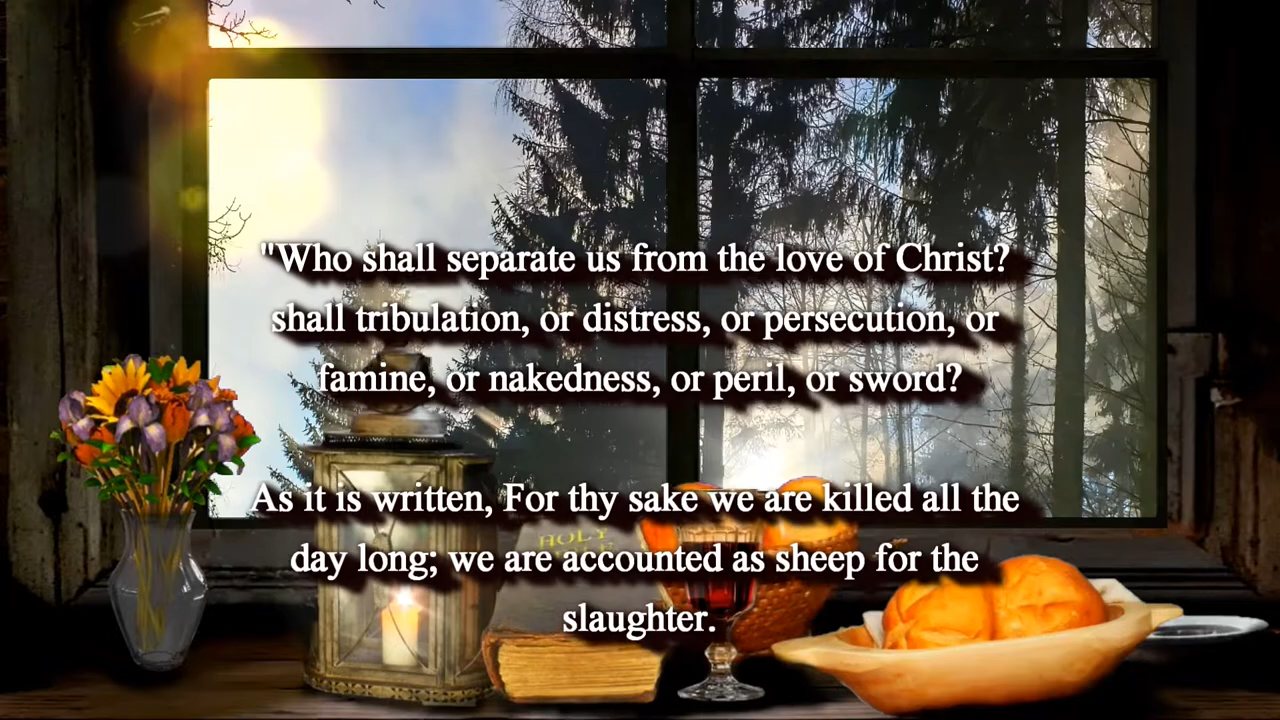 "Who shall separate us from the love of Christ?
shall tribulation, or distress, or persecution, or
famine, or nakedness, or peril, or sword?
As it is written, For thy sake we are killed all the
day long; we are accounted as sheep for the
slaughter.
HOLY